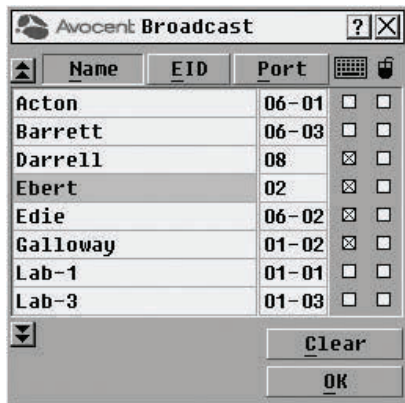 Avocent Broadcast ? X
Name EID Port
Acton 06-01
Barrett 06-03
Darrell 08
Ebert 02
Edie 06-02
Galloway 01-02
Lab-1 01-01
Lab-3 01-03
Clear
OK